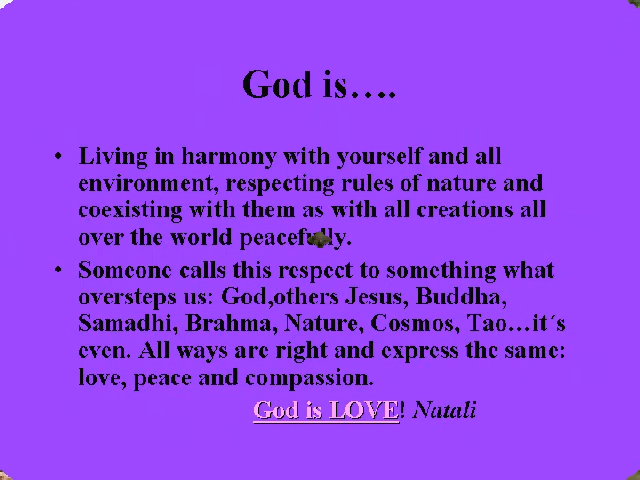 God is….
• Living in harmony with yourself and all
environment, respecting rules of nature and
coexisting with them as with all creations all
over the world peacefully.
• Someone calls this respect to something what
oversteps us: God,others Jesus, Buddha,
Samadhi, Brahma, Nature, Cosmos, Tao…it´s
even. All ways are right and express the same:
love, peace and compassion.
God is LOVE! Natali